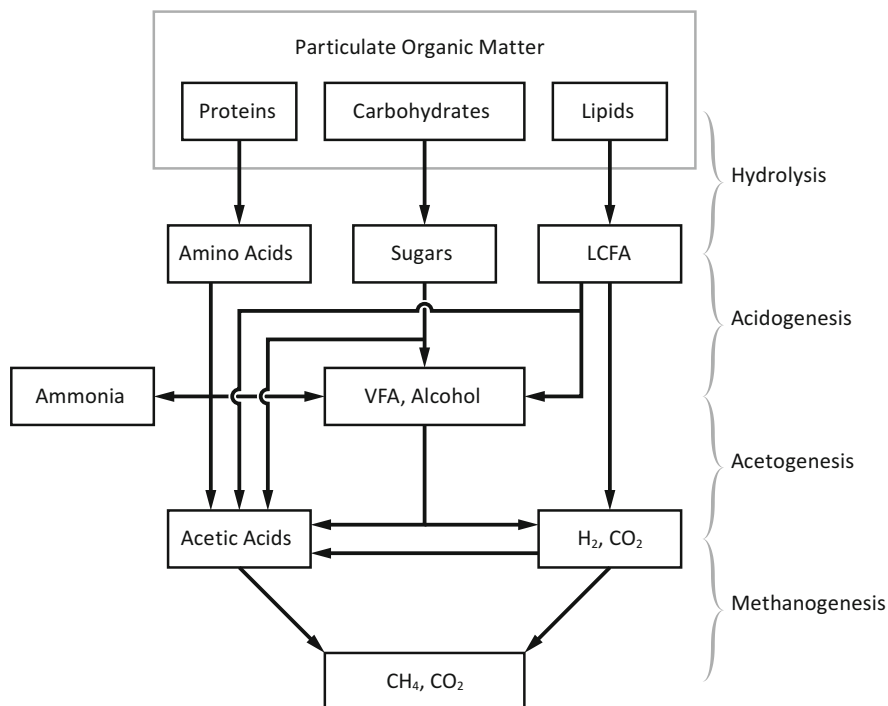 Particulate Organic Matter
Proteins
Carbohydrates
Lipids
Hydrolysis
Amino Acids
Sugars
LCFA
Acidogenesis
Ammonia
VFA, Alcohol
Acetogenesis
Acetic Acids
H₂, CO₂
Methanogenesis
CH₄, CO₂